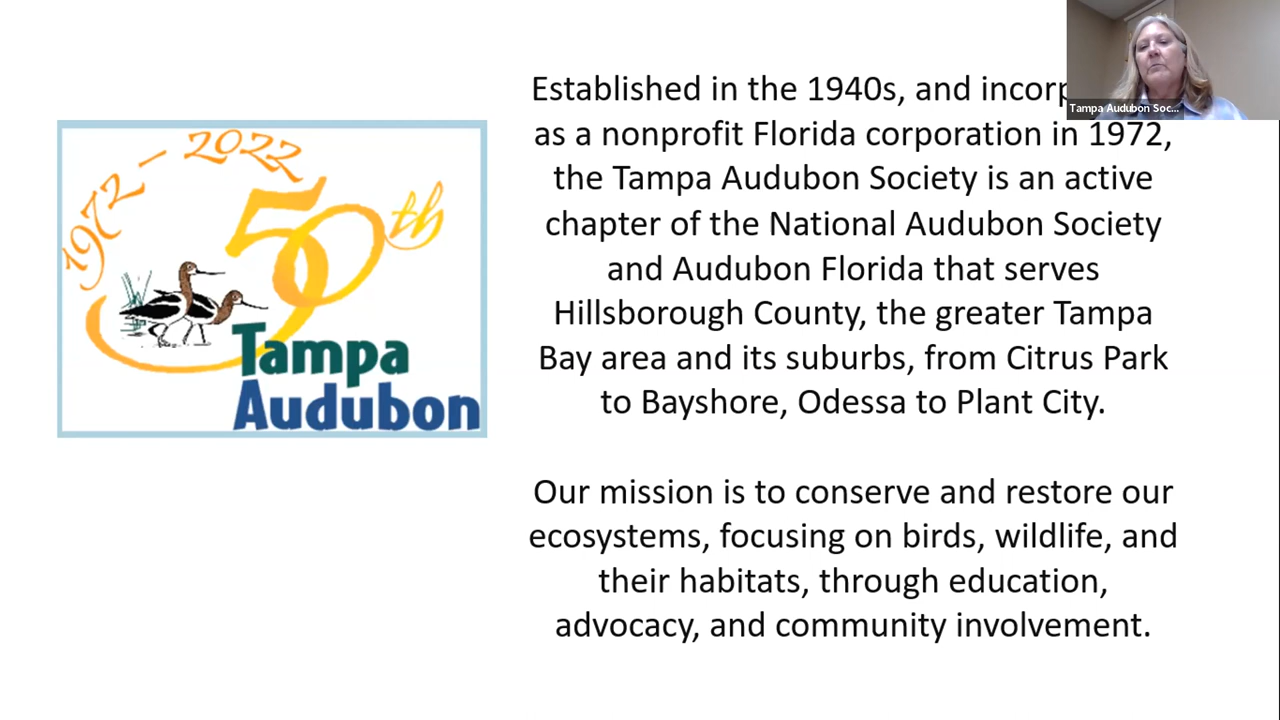 1972 – 2022
50th
Tampa
Audubon
Established in the 1940s, and incorp
as a nonprofit Florida corporation in 1972,
the Tampa Audubon Society is an active
chapter of the National Audubon Society
and Audubon Florida that serves
Hillsborough County, the greater Tampa
Bay area and its suburbs, from Citrus Park
to Bayshore, Odessa to Plant City.
Our mission is to conserve and restore our
ecosystems, focusing on birds, wildlife, and
their habitats, through education,
advocacy, and community involvement.
Tampa Audubon Soc...